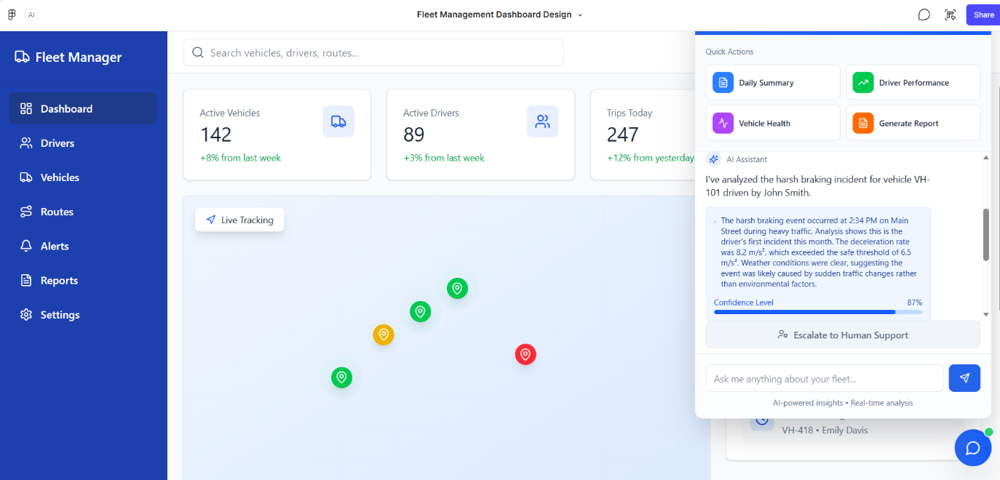 AI
Fleet Management Dashboard Design
Share
Fleet Manager
Dashboard
Drivers
Vehicles
Routes
Alerts
Reports
Settings
Search vehicles, drivers, routes...
Active Vehicles
142
+8% from last week
Active Drivers
89
+3% from last week
Trips Today
247
+12% from yesterday
Live Tracking
Quick Actions
Daily Summary
Driver Performance
Vehicle Health
Generate Report
AI Assistant
I've analyzed the harsh braking incident for vehicle VH-
101 driven by John Smith.
The harsh braking event occurred at 2:34 PM on Main
Street during heavy traffic. Analysis shows this is the
driver's first incident this month. The deceleration rate
was 8.2 m/s², which exceeded the safe threshold of 6.5
m/s². Weather conditions were clear, suggesting the
event was likely caused by sudden traffic changes rather
than environmental factors.
Confidence Level
87%
Escalate to Human Support
Ask me anything about your fleet...
AI-powered insights • Real-time analysis
VH-418 • Emily Davis